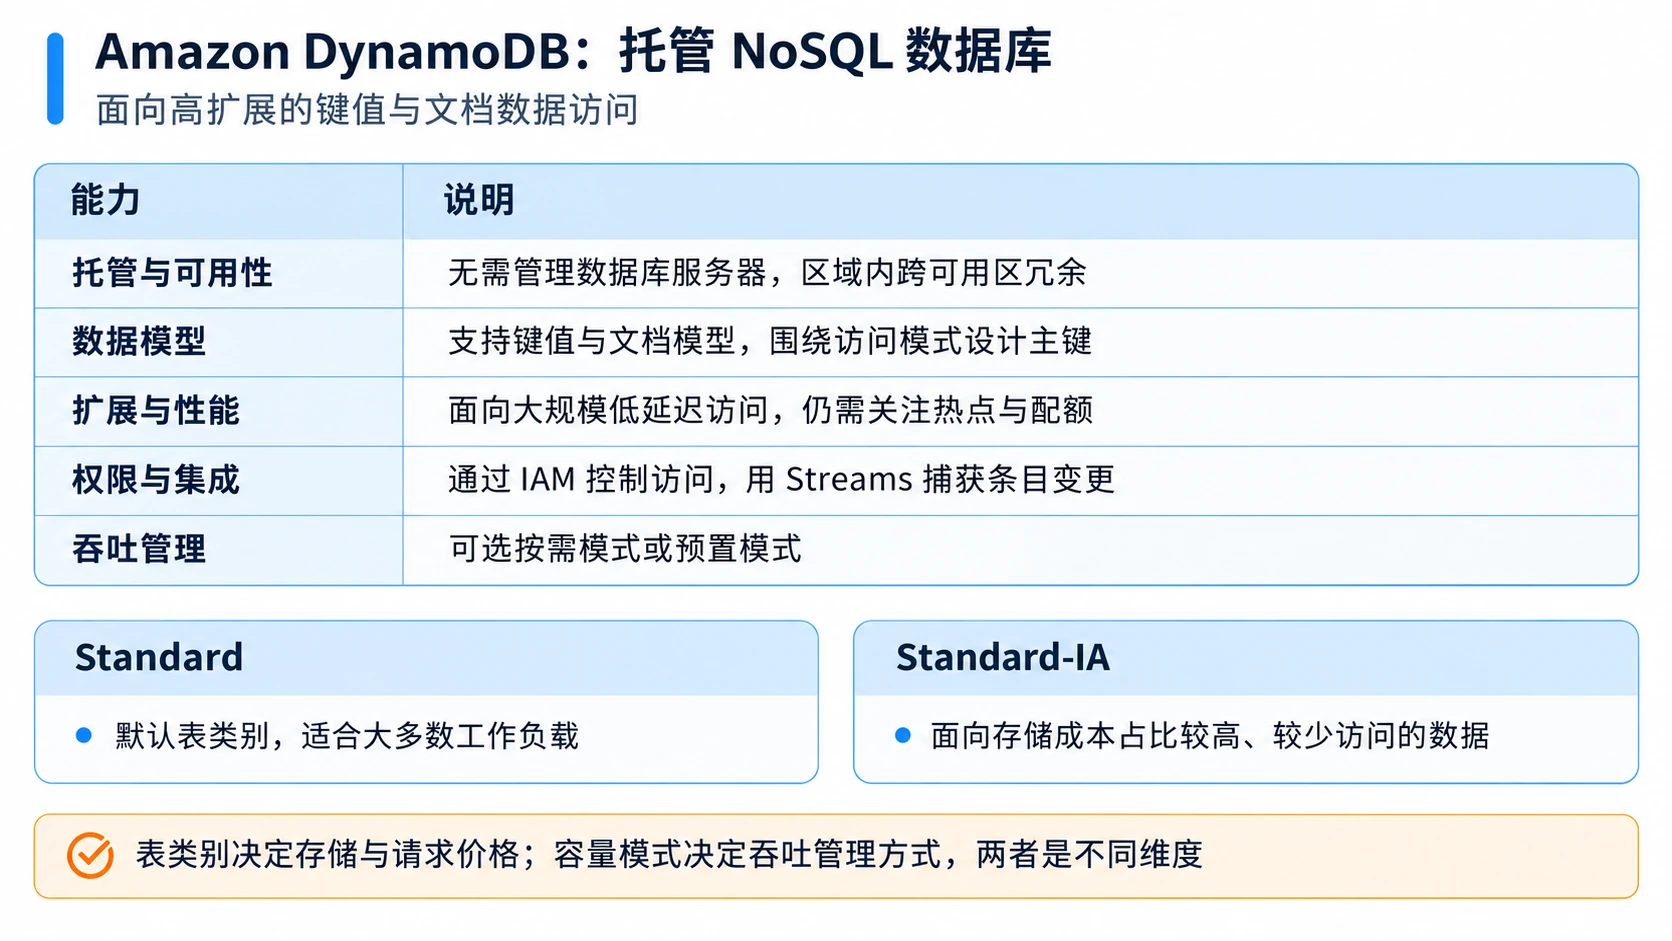 Amazon DynamoDB：托管 NoSQL 数据库
面向高扩展的键值与文档数据访问
能力 说明
托管与可用性 无需管理数据库服务器，区域内跨可用区冗余
数据模型 支持键值与文档模型，围绕访问模式设计主键
扩展与性能 面向大规模低延迟访问，仍需关注热点与配额
权限与集成 通过 IAM 控制访问，用 Streams 捕获条目变更
吞吐管理 可选按需模式或预置模式
Standard
默认表类别，适合大多数工作负载
Standard-IA
面向存储成本占比较高、较少访问的数据
表类别决定存储与请求价格；容量模式决定吞吐管理方式，两者是不同维度